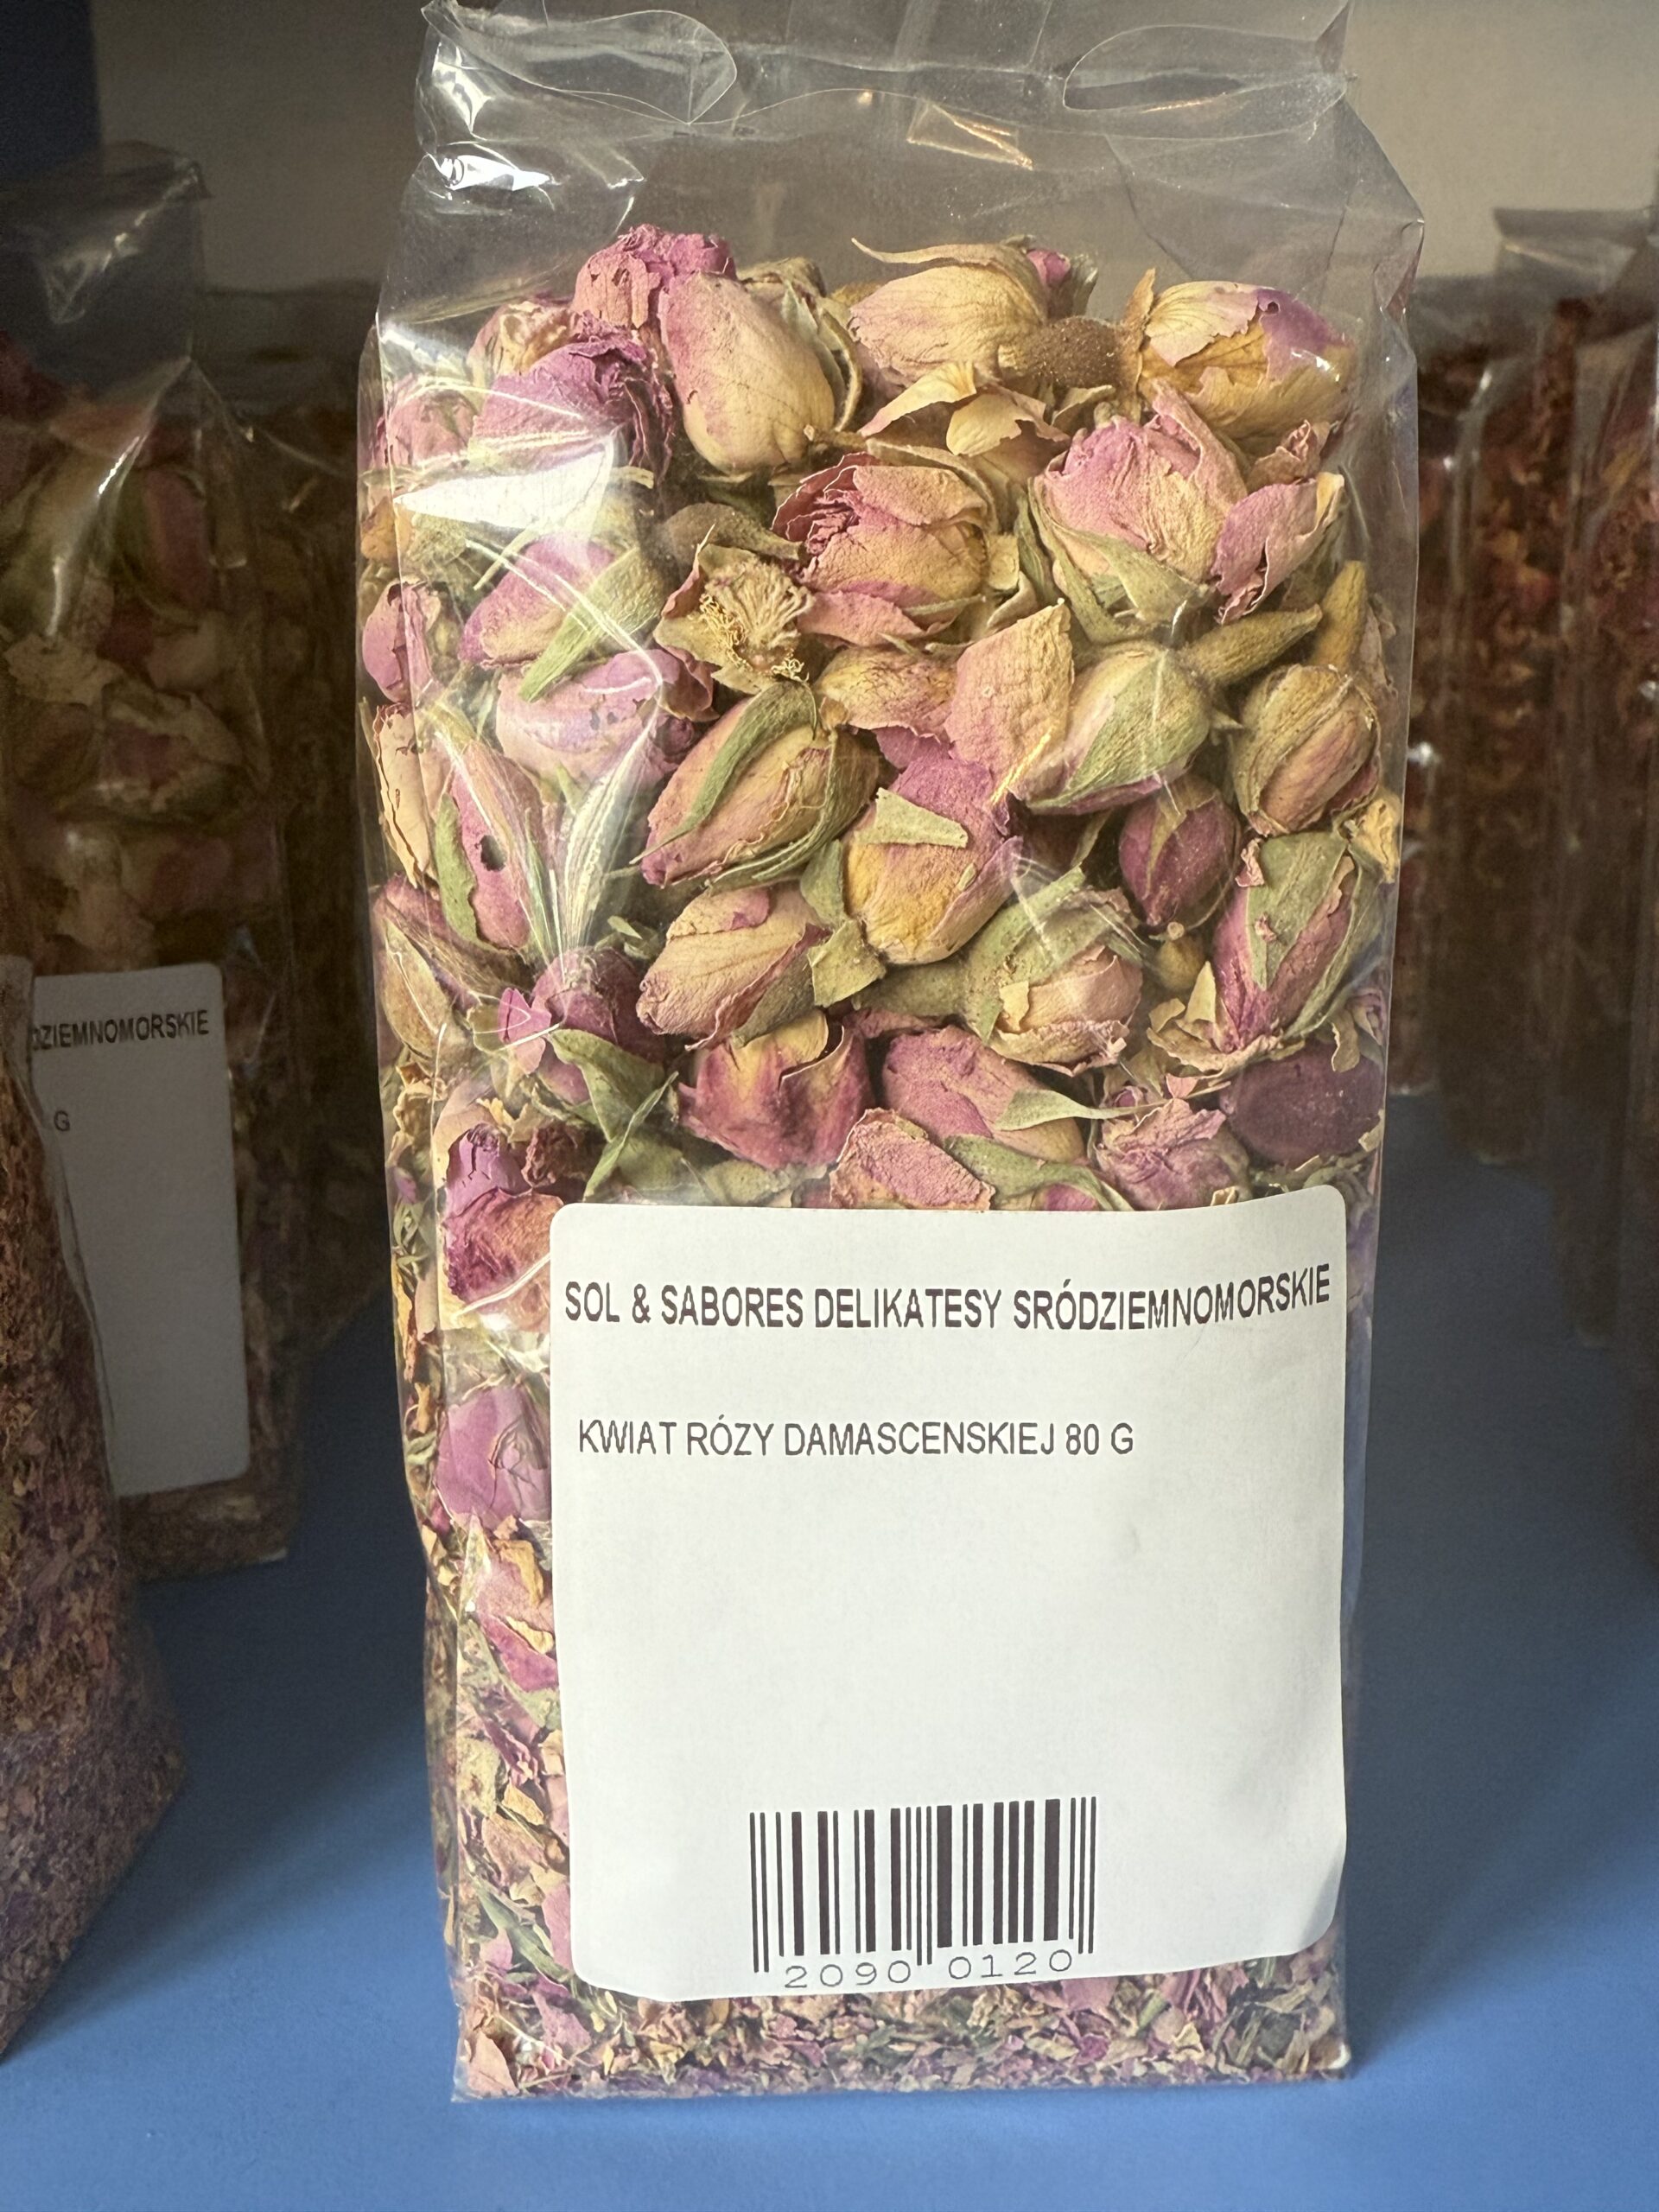 DZIEMNOMORSKIE
G
SOL & SABORES DELIKATESY SRÓDZIEMNOMORSKIE
KWIAT RÓZY DAMASCENSKIEJ 80 G
2090 0120